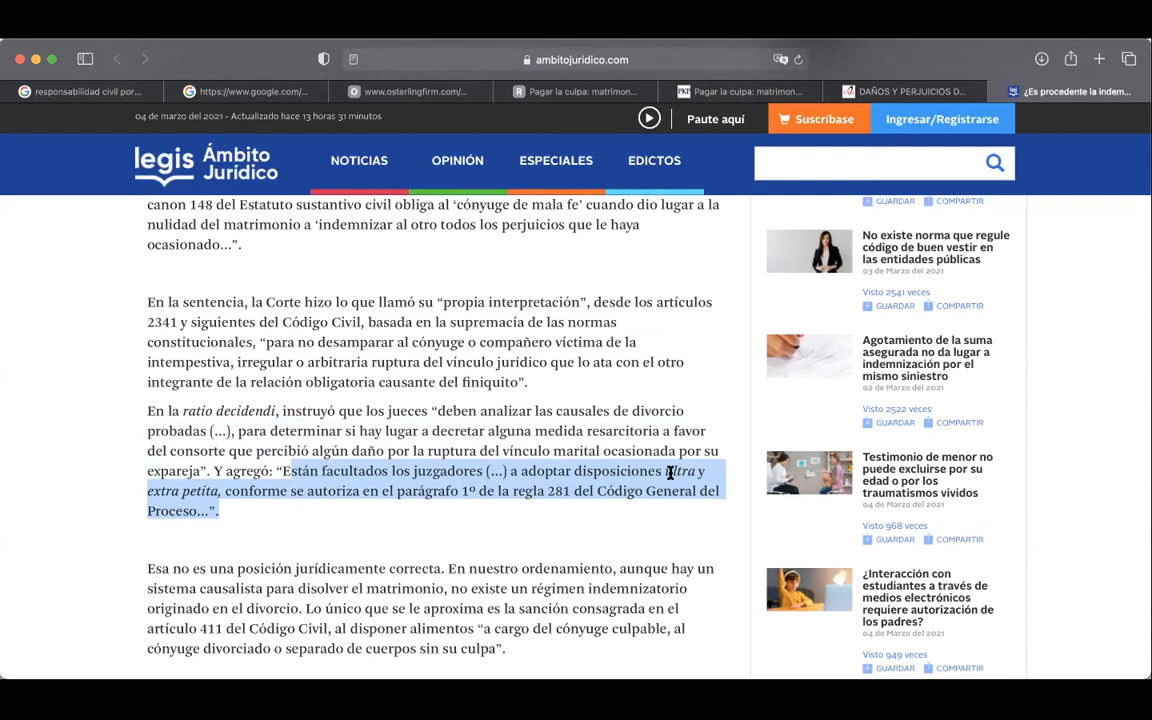 ambitojuridico.com
responsabilidad civil por...
https://www.google.com/...
www.osterlingfirm.com/...
Pagar la culpa: matrimon...
Pagar la culpa: matrimon...
DAÑOS Y PERJUICIOS D...
¿Es procedente la indem...
04 de marzo del 2021 - Actualizado hace 13 horas 31 minutos
Paute aquí
Suscríbase
Ingresar/Registrarse
legis Ámbito
Jurídico
NOTICIAS
OPINIÓN
ESPECIALES
EDICTOS
canon 148 del Estatuto sustantivo civil obliga al ‘cónyuge de mala fe’ cuando dio lugar a la
nulidad del matrimonio a ‘indemnizar al otro todos los perjuicios que le haya
ocasionado...”.
En la sentencia, la Corte hizo lo que llamó su “propia interpretación”, desde los artículos
2341 y siguientes del Código Civil, basada en la supremacía de las normas
constitucionales, “para no desamparar al cónyuge o compañero víctima de la
intempestiva, irregular o arbitraria ruptura del vínculo jurídico que lo ata con el otro
integrante de la relación obligatoria causante del finiquito”.
En la ratio decidendi, instruyó que los jueces “deben analizar las causales de divorcio
probadas (...), para determinar si hay lugar a decretar alguna medida resarcitoria a favor
del consorte que percibió algún daño por la ruptura del vínculo marital ocasionada por su
expareja”. Y agregó: “Están facultados los juzgadores (...) a adoptar disposiciones ultra y
extra petita, conforme se autoriza en el parágrafo 1º de la regla 281 del Código General del
Proceso...”.
Esa no es una posición jurídicamente correcta. En nuestro ordenamiento, aunque hay un
sistema causalista para disolver el matrimonio, no existe un régimen indemnizatorio
originado en el divorcio. Lo único que se le aproxima es la sanción consagrada en el
artículo 411 del Código Civil, al disponer alimentos “a cargo del cónyuge culpable, al
cónyuge divorciado o separado de cuerpos sin su culpa”.
GUARDAR COMPARTIR
No existe norma que regule
código de buen vestir en
las entidades públicas
03 de Marzo del 2021
Visto 2541 veces
GUARDAR COMPARTIR
Agotamiento de la suma
asegurada no da lugar a
indemnización por el
mismo siniestro
02 de Marzo del 2021
Visto 2522 veces
GUARDAR COMPARTIR
Testimonio de menor no
puede excluirse por su
edad o por los
traumatismos vividos
04 de Marzo del 2021
Visto 968 veces
GUARDAR COMPARTIR
¿Interacción con
estudiantes a través de
medios electrónicos
requiere autorización de
los padres?
04 de Marzo del 2021
Visto 949 veces
GUARDAR COMPARTIR